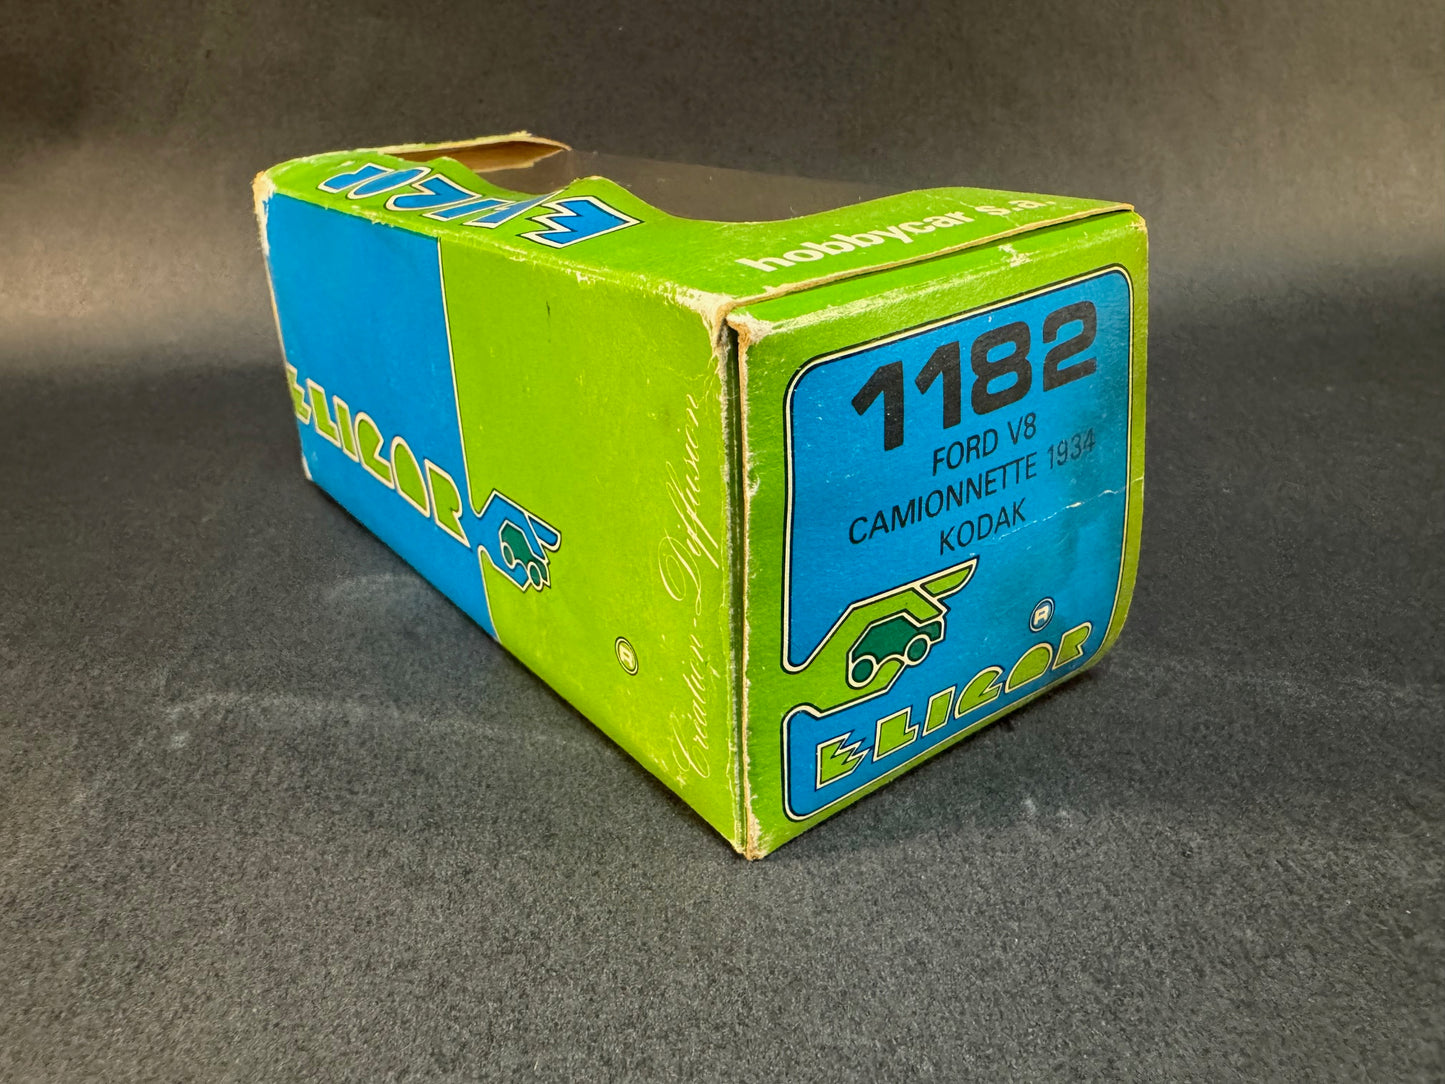 ELIGOR
hobbycar s.a.
ELIGOR
Création-Diffusion
R
1182
FORD V8
CAMIONNETTE 1934
KODAK
R
ELIGOR